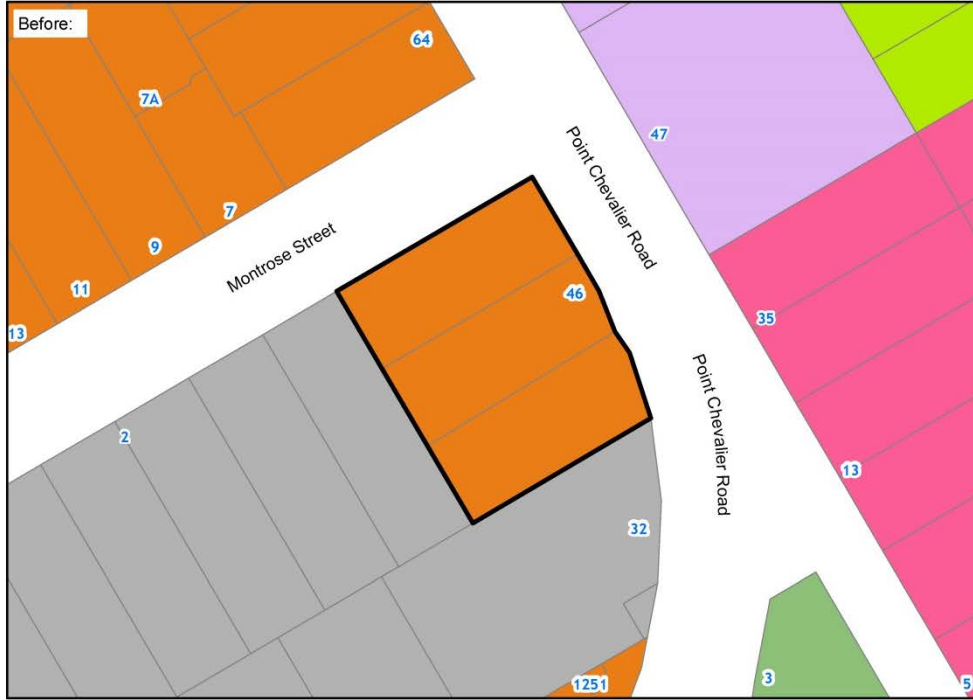 Before:
64
7A
47
Point Chevalier Road
7
Montrose Street
9
11
46
13
35
Point Chevalier Road
2
13
32
1251
3
5